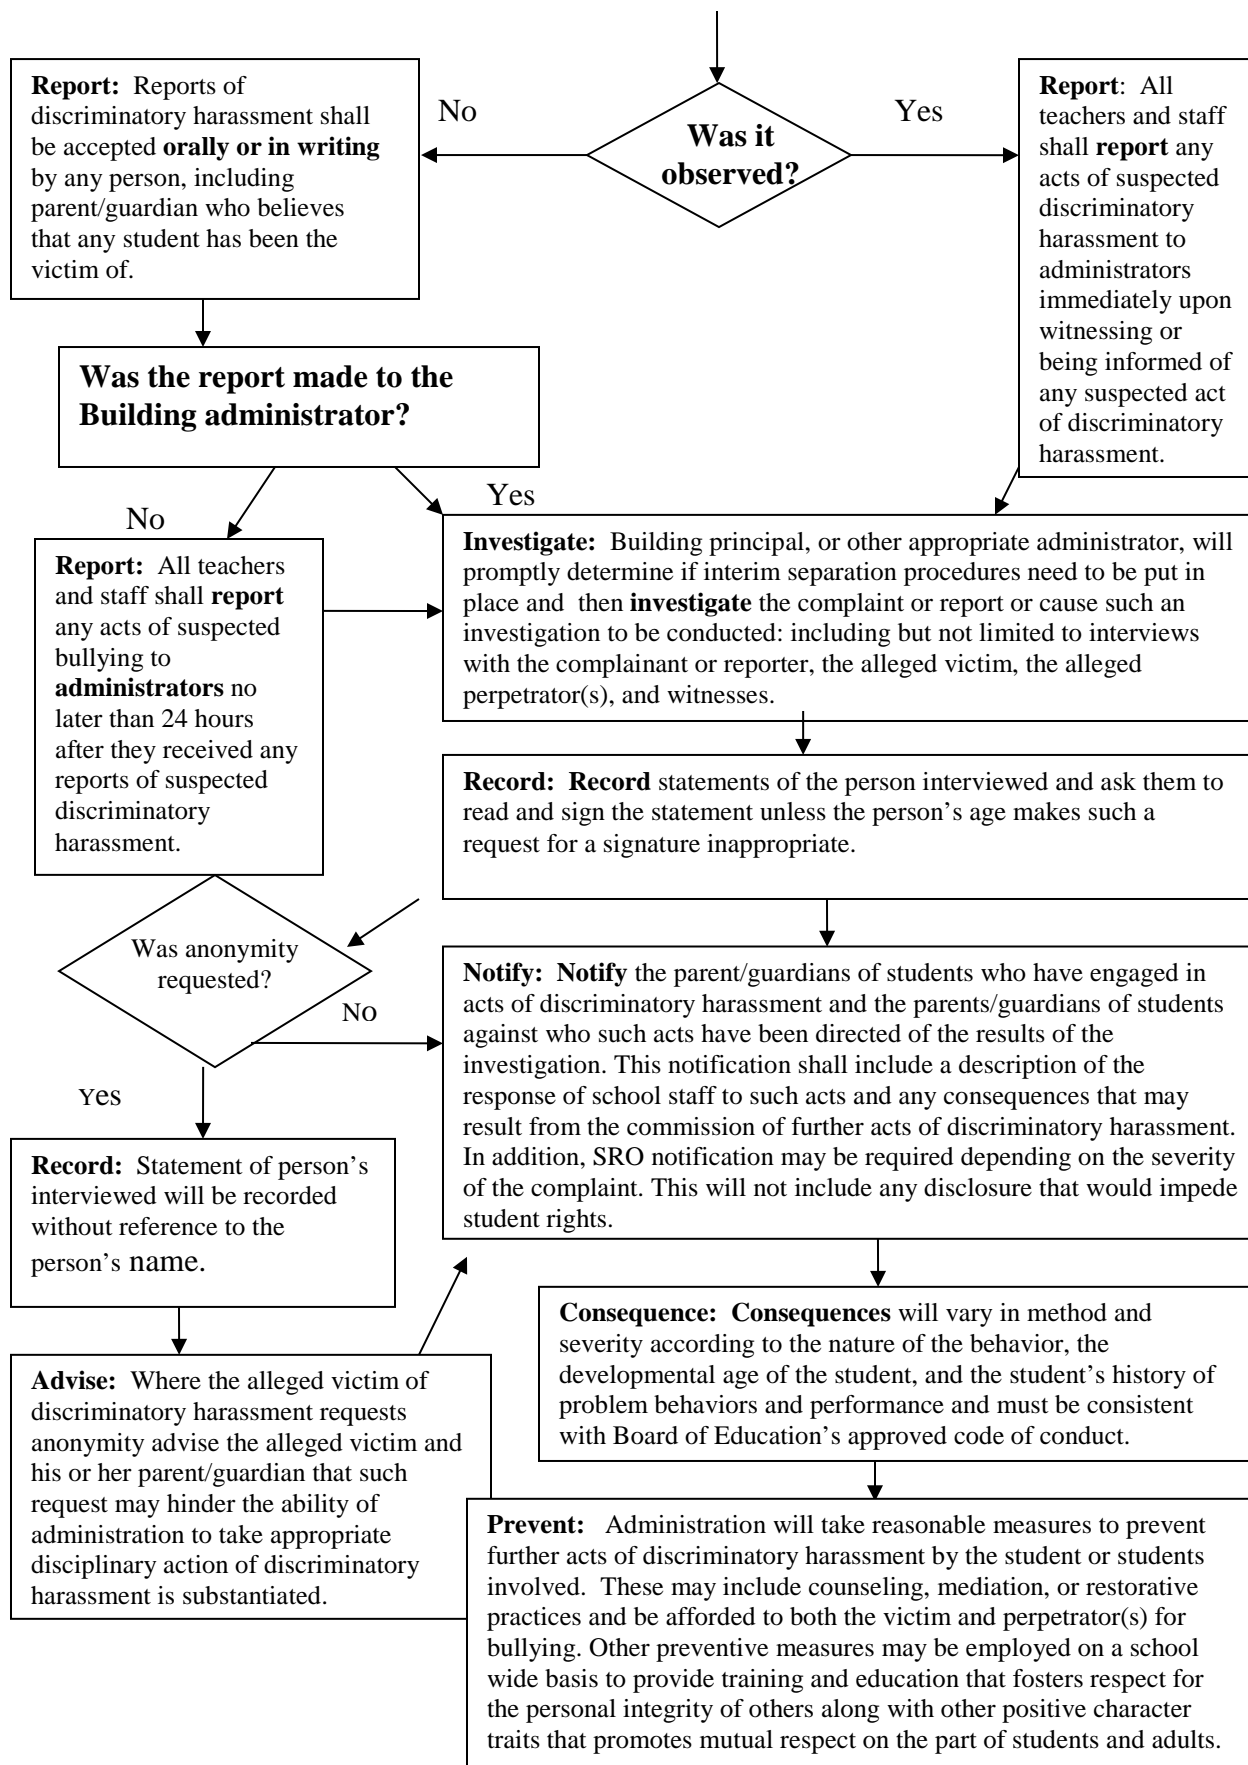 Report: Reports of
discriminatory harassment shall
be accepted orally or in writing
by any person, including
parent/guardian who believes
that any student has been the
victim of.
No
Was it
observed?
Yes
Report: All
teachers and staff
shall report any
acts of suspected
discriminatory
harassment to
administrators
immediately upon
witnessing or
being informed of
any suspected act
of discriminatory
harassment.
Was the report made to the
Building administrator?
Yes
No
Report: All teachers
and staff shall report
any acts of suspected
bullying to
administrators no
later than 24 hours
after they received any
reports of suspected
discriminatory
harassment.
Investigate: Building principal, or other appropriate administrator, will
promptly determine if interim separation procedures need to be put in
place and then investigate the complaint or report or cause such an
investigation to be conducted: including but not limited to interviews
with the complainant or reporter, the alleged victim, the alleged
perpetrator(s), and witnesses.
Record: Record statements of the person interviewed and ask them to
read and sign the statement unless the person's age makes such a
request for a signature inappropriate.
Was anonymity
requested?
No
Yes
Notify: Notify the parent/guardians of students who have engaged in
acts of discriminatory harassment and the parents/guardians of students
against who such acts have been directed of the results of the
investigation. This notification shall include a description of the
response of school staff to such acts and any consequences that may
result from the commission of further acts of discriminatory harassment.
In addition, SRO notification may be required depending on the severity
of the complaint. This will not include any disclosure that would impede
student rights.
Record: Statement of person's
interviewed will be recorded
without reference to the
person's name.
Consequence: Consequences will vary in method and
severity according to the nature of the behavior, the
developmental age of the student, and the student's history of
problem behaviors and performance and must be consistent
with Board of Education's approved code of conduct.
Advise: Where the alleged victim of
discriminatory harassment requests
anonymity advise the alleged victim and
his or her parent/guardian that such
request may hinder the ability of
administration to take appropriate
disciplinary action of discriminatory
harassment is substantiated.
Prevent: Administration will take reasonable measures to prevent
further acts of discriminatory harassment by the student or students
involved. These may include counseling, mediation, or restorative
practices and be afforded to both the victim and perpetrator(s) for
bullying. Other preventive measures may be employed on a school
wide basis to provide training and education that fosters respect for
the personal integrity of others along with other positive character
traits that promotes mutual respect on the part of students and adults.